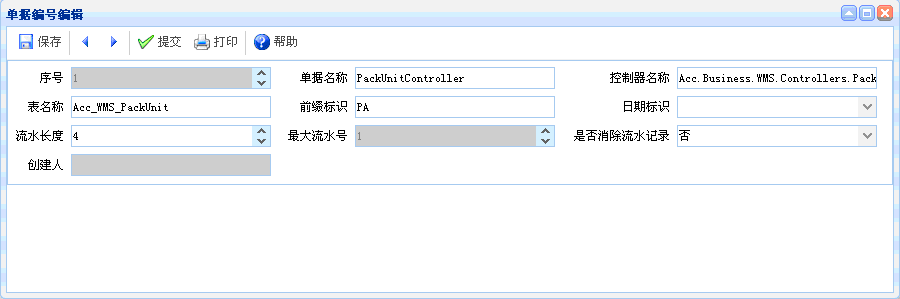 单据编号编辑
保存 提交 打印 帮助
序号 1 单据名称 PackUnitController 控制器名称 Acc.Business.WMS.Controllers.Pack
表名称 Acc_WMS_PackUnit 前缀标识 PA 日期标识
流水长度 4 最大流水号 1 是否消除流水记录 否
创建人